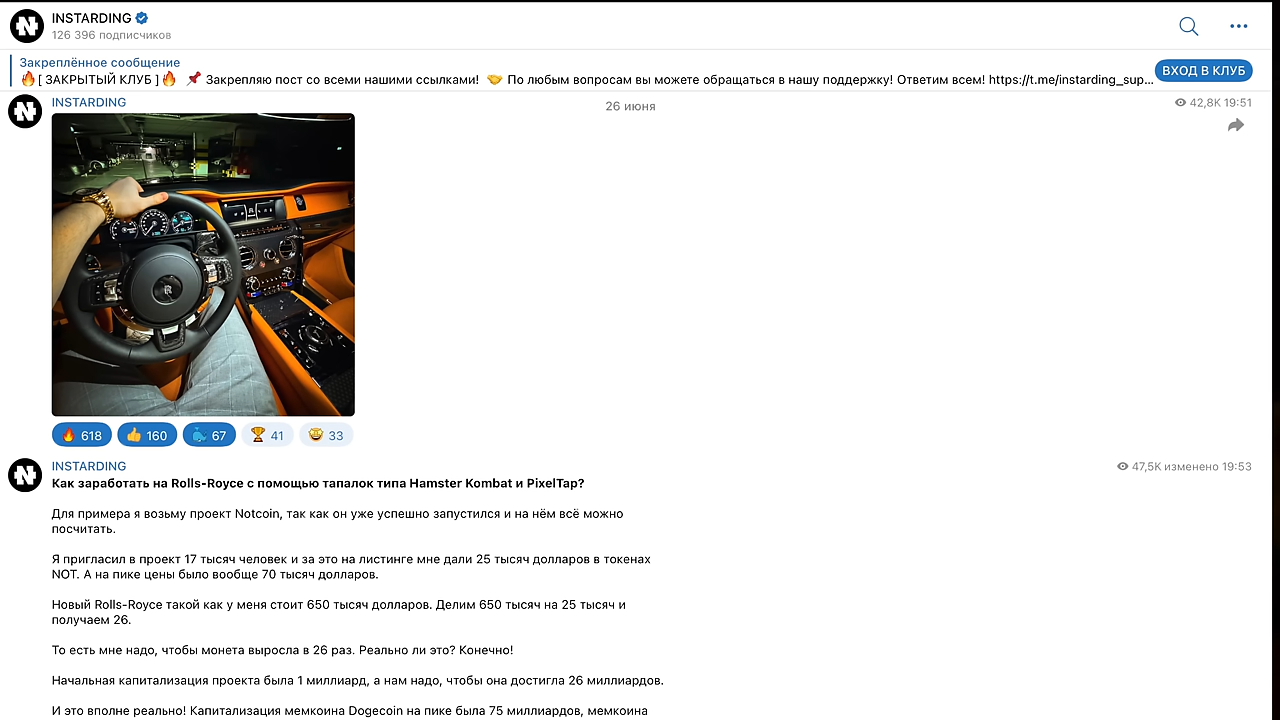 INSTARDING
126 396 подписчиков
Закреплённое сообщение
🔥[ ЗАКРЫТЫЙ КЛУБ ]🔥 📌 Закрепляю пост со всеми нашими ссылками! 🤝 По любым вопросам вы можете обращаться в нашу поддержку! Ответим всем! https://t.me/instarding_sup...
ВХОД В КЛУБ
INSTARDING
26 июня
42,8K 19:51
🔥 618 👍 160 🐳 67 🏆 41 🤩 33
INSTARDING
47,5K изменено 19:53
Как заработать на Rolls-Royce с помощью тапалок типа Hamster Kombat и PixelTap?
Для примера я возьму проект Notcoin, так как он уже успешно запустился и на нём всё можно
посчитать.
Я пригласил в проект 17 тысяч человек и за это на листинге мне дали 25 тысяч долларов в токенах
NOT. А на пике цены было вообще 70 тысяч долларов.
Новый Rolls-Royce такой как у меня стоит 650 тысяч долларов. Делим 650 тысяч на 25 тысяч и
получаем 26.
То есть мне надо, чтобы монета выросла в 26 раз. Реально ли это? Конечно!
Начальная капитализация проекта была 1 миллиард, а нам надо, чтобы она достигла 26 миллиардов.
И это вполне реально! Капитализация мемкоина Dogecoin на пике была 75 миллиардов, мемкоина